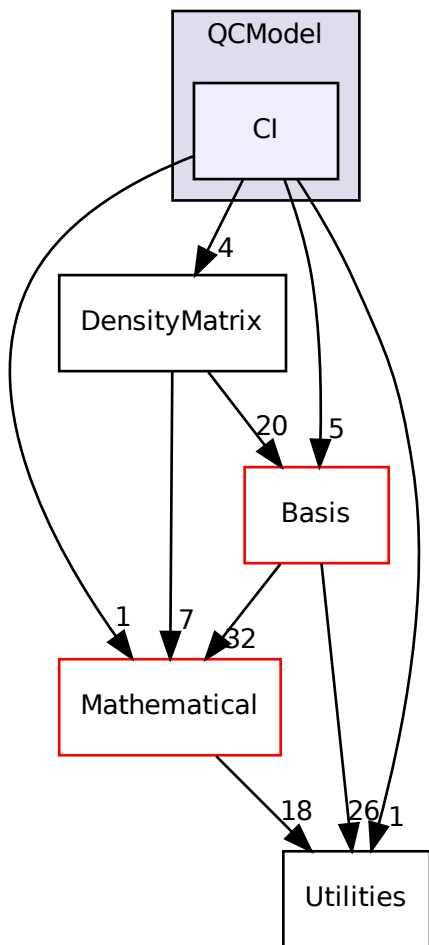 QCModel
CI
4
DensityMatrix
20
5
Basis
1
7
32
Mathematical
18
26
1
Utilities